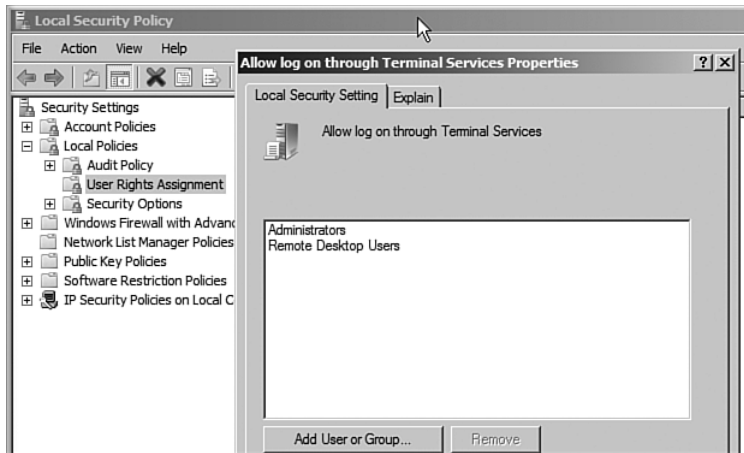 Local Security Policy
File Action View Help
Allow log on through Terminal Services Properties
Local Security Setting
Explain
Security Settings
Account Policies
Local Policies
Audit Policy
User Rights Assignment
Security Options
Windows Firewall with Advanc
Network List Manager Policies
Public Key Policies
Software Restriction Policies
IP Security Policies on Local C
Allow log on through Terminal Services
Administrators
Remote Desktop Users
Add User or Group...
Remove